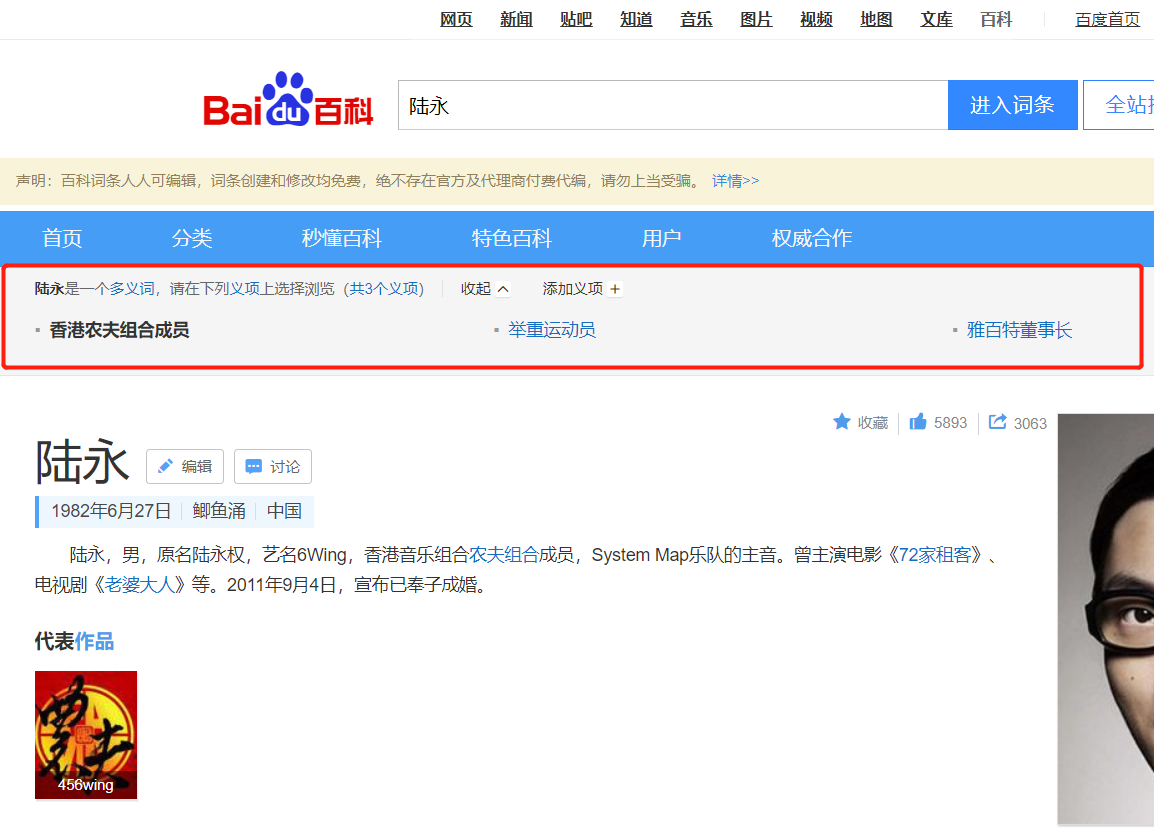 网页 新闻 贴吧 知道 音乐 图片 视频 地图 文库 百科 百度首页
Bai du 百科 陆永 进入词条 全站
声明：百科词条人人可编辑，词条创建和修改均免费，绝不存在官方及代理商付费代编，请勿上当受骗。 详情>>
首页 分类 秒懂百科 特色百科 用户 权威合作
陆永是一个多义词，请在下列义项上选择浏览（共3个义项） 收起 添加义项 +
▪ 香港农夫组合成员 ▪ 举重运动员 ▪ 雅百特董事长
收藏 5893 3063
陆永 编辑 讨论
1982年6月27日 鲗鱼涌 中国
陆永，男，原名陆永权，艺名6Wing，香港音乐组合农夫组合成员，System Map乐队的主音。曾主演电影《72家租客》、
电视剧《老婆大人》等。2011年9月4日，宣布已奉子成婚。
代表作品
农夫
456wing